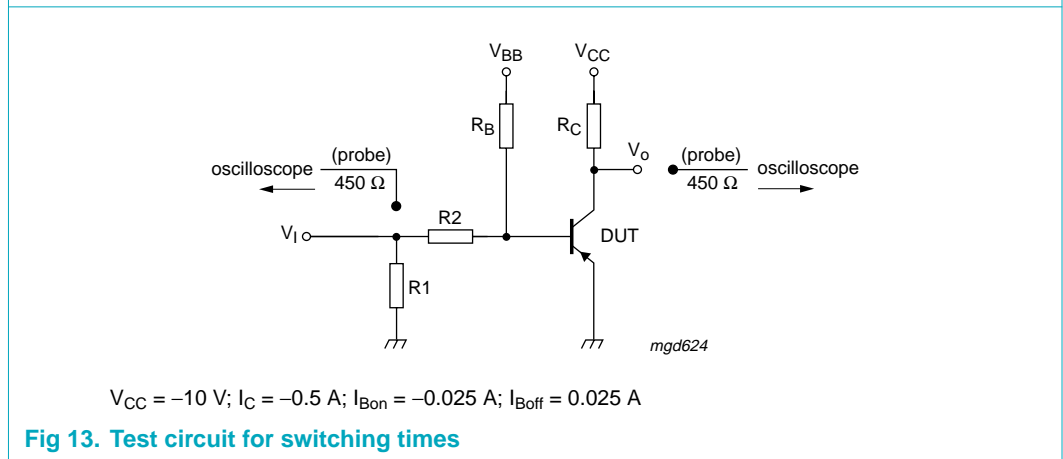 V_BB V_CC
R_B R_C
V_o
(probe) (probe)
oscilloscope oscilloscope
450 Ω 450 Ω
R2
V_I DUT
R1
mgd624
V_CC = −10 V; I_C = −0.5 A; I_Bon = −0.025 A; I_Boff = 0.025 A
Fig 13. Test circuit for switching times